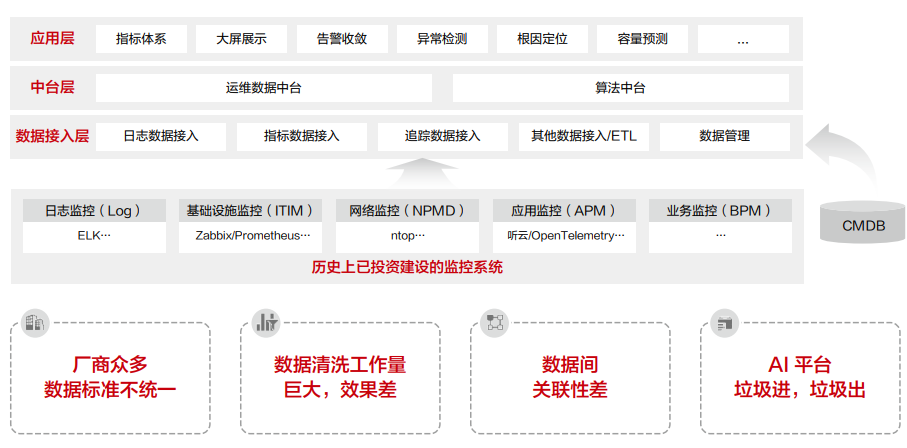 应用层
指标体系
大屏展示
告警收敛
异常检测
根因定位
容量预测
...
中台层
运维数据中台
算法中台
数据接入层
日志数据接入
指标数据接入
追踪数据接入
其他数据接入/ETL
数据管理
日志监控（Log）
基础设施监控（ITIM）
网络监控（NPMD）
应用监控（APM）
业务监控（BPM）
ELK…
Zabbix/Prometheus…
ntop…
听云/OpenTelemetry…
…
历史上已投资建设的监控系统
CMDB
厂商众多
数据标准不统一
数据清洗工作量
巨大，效果差
数据间
关联性差
AI 平台
垃圾进，垃圾出